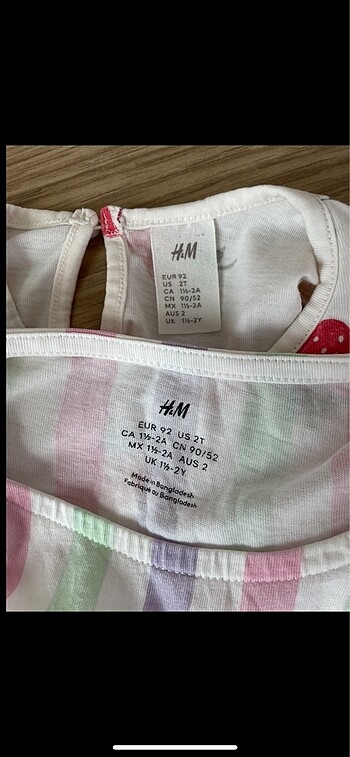 H&M
EUR 92
US 2T
CA 1½-2A
CN 90/52
MX 1½-2A
AUS 2
UK 1½-2Y
H&M
EUR 92 US 2T
CA 1½-2A CN 90/52
MX 1½-2A AUS 2
UK 1½-2Y
Made in Bangladesh
Fabriqué au Bangladesh